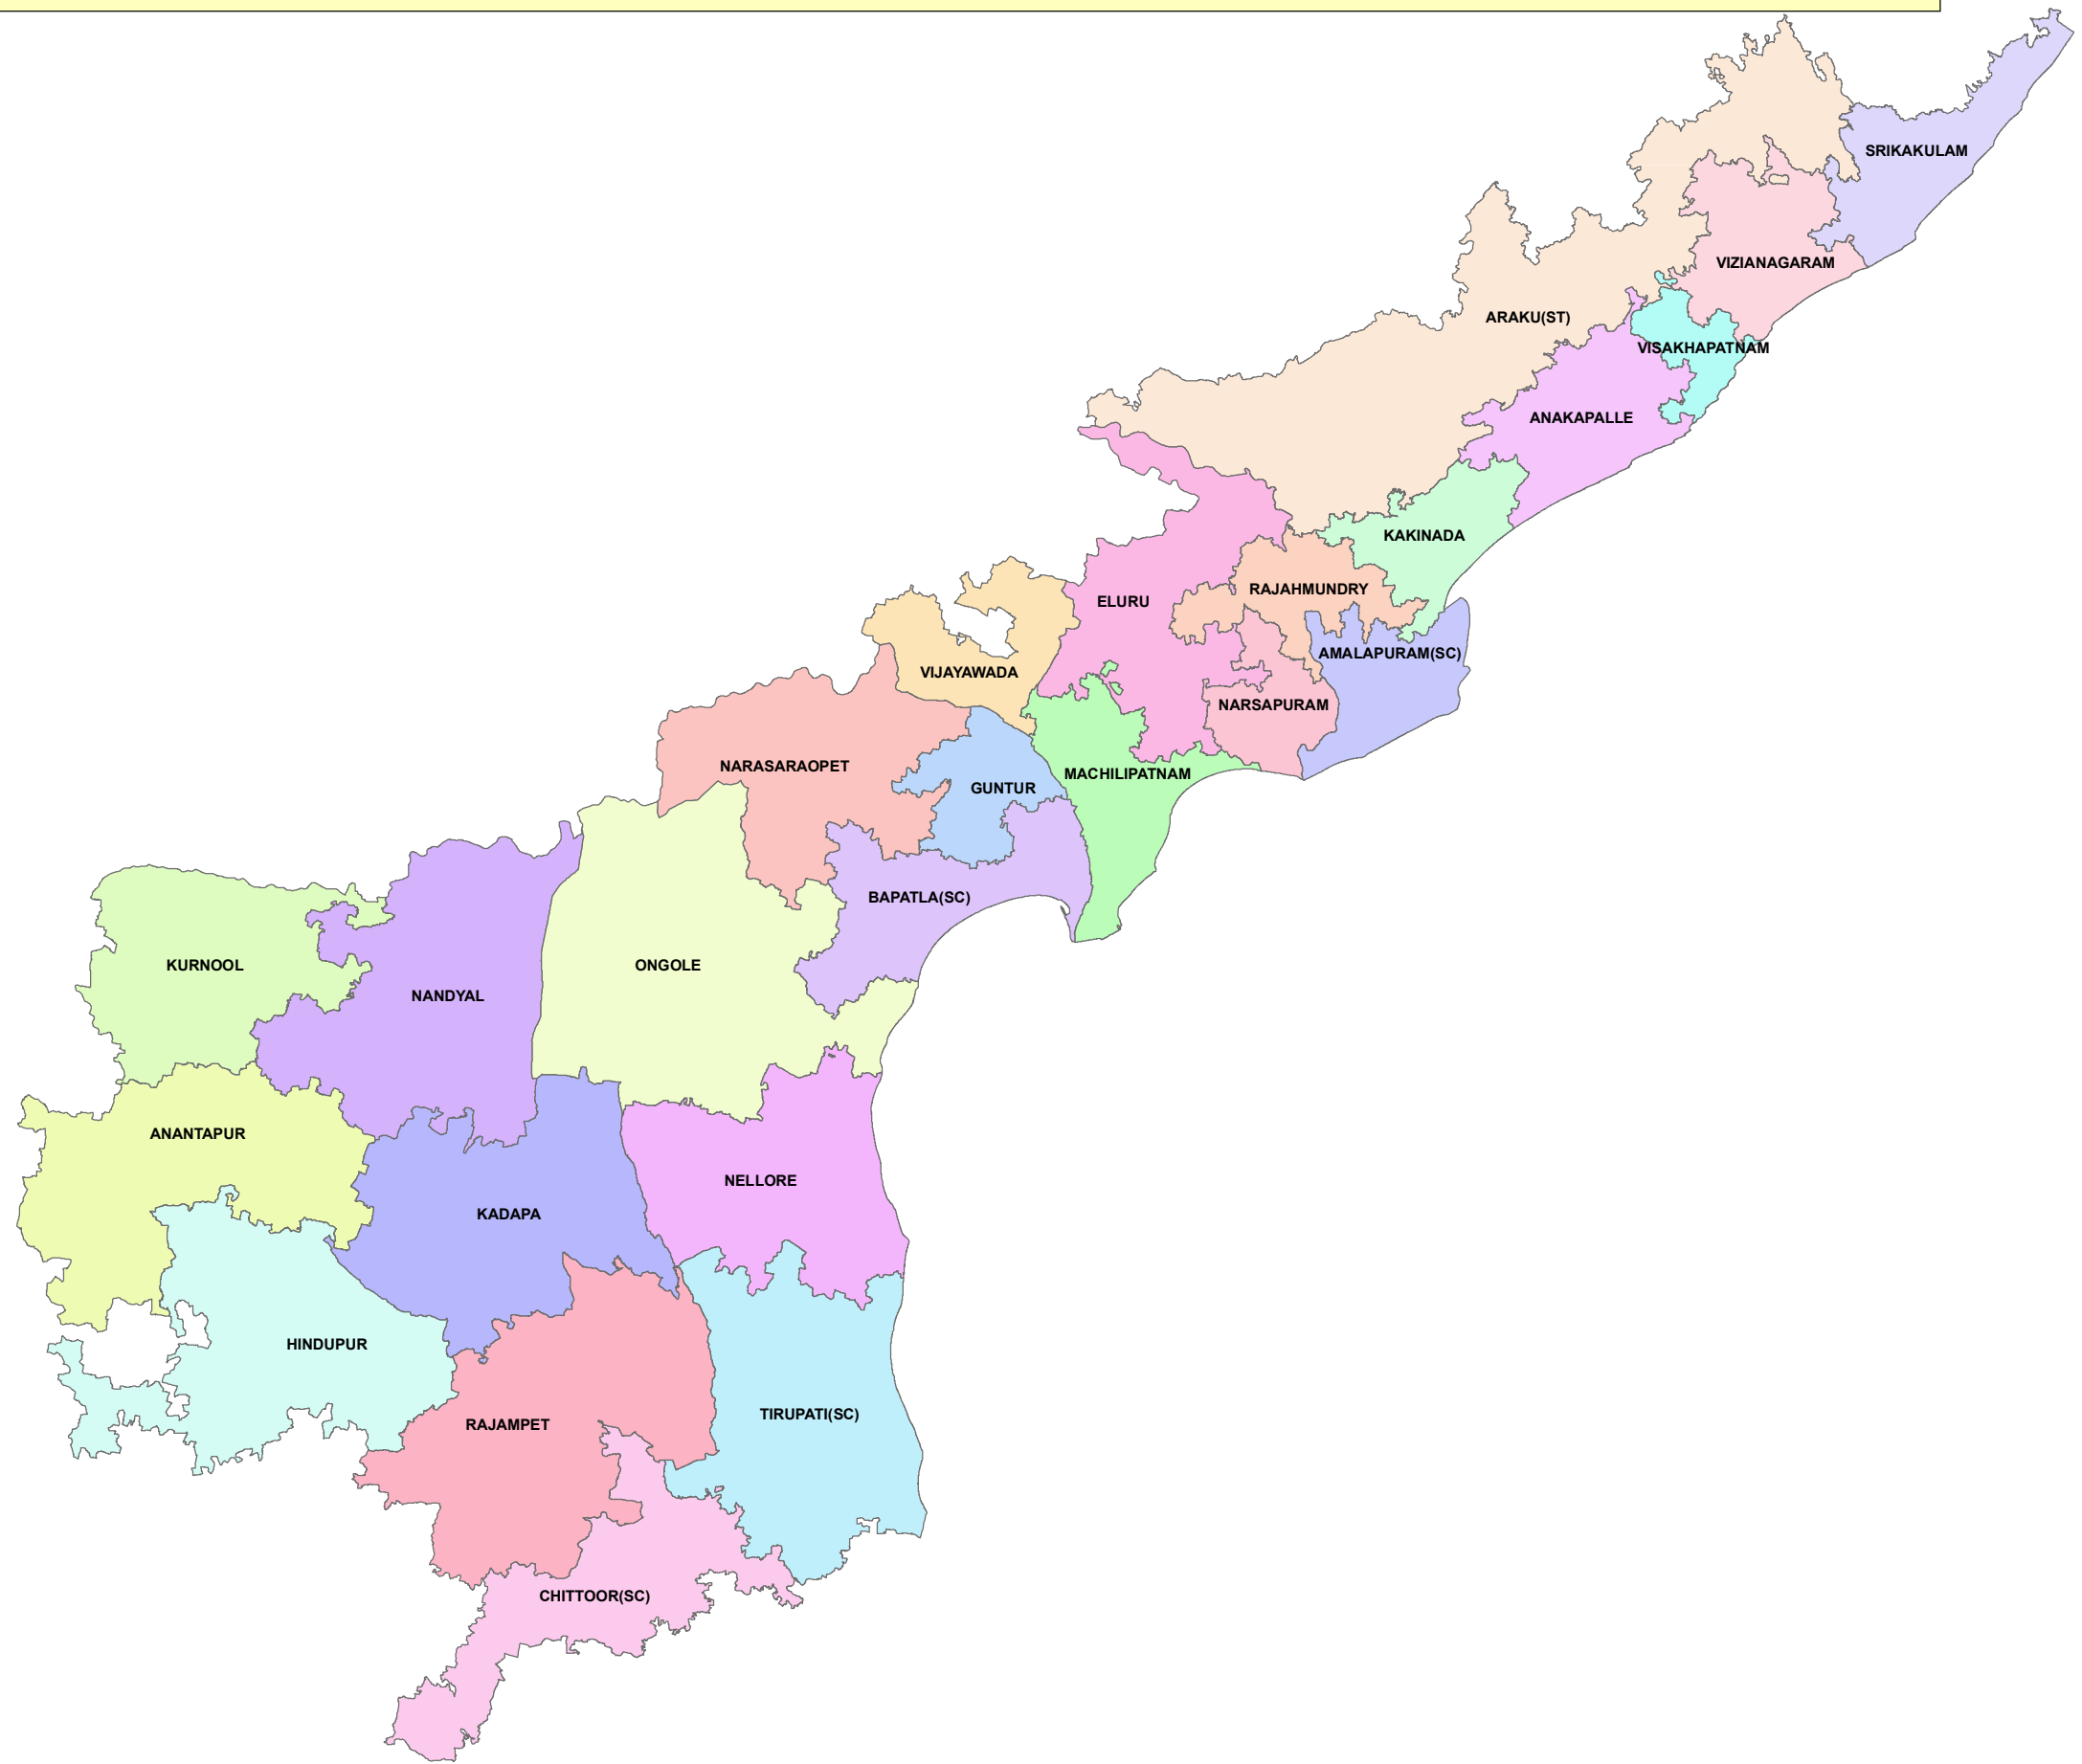 SRIKAKULAM
VIZIANAGARAM
ARAKU(ST)
VISAKHAPATNAM
ANAKAPALLE
KAKINADA
RAJAHMUNDRY
ELURU
AMALAPURAM(SC)
VIJAYAWADA
NARSAPURAM
NARASARAOPET
MACHILIPATNAM
GUNTUR
BAPATLA(SC)
KURNOOL
ONGOLE
NANDYAL
ANANTAPUR
NELLORE
KADAPA
HINDUPUR
TIRUPATI(SC)
RAJAMPET
CHITTOOR(SC)